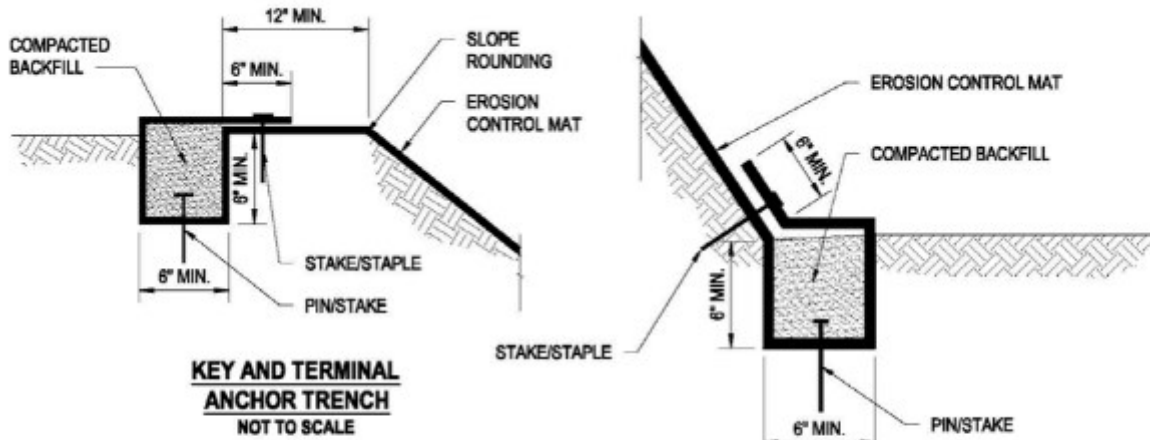 12" MIN.
COMPACTED
BACKFILL
6" MIN.
SLOPE
ROUNDING
EROSION
CONTROL MAT
6" MIN.
6" MIN.
STAKE/STAPLE
PIN/STAKE
KEY AND TERMINAL
ANCHOR TRENCH
NOT TO SCALE
EROSION CONTROL MAT
6" MIN.
COMPACTED BACKFILL
6" MIN.
STAKE/STAPLE
6" MIN.
PIN/STAKE